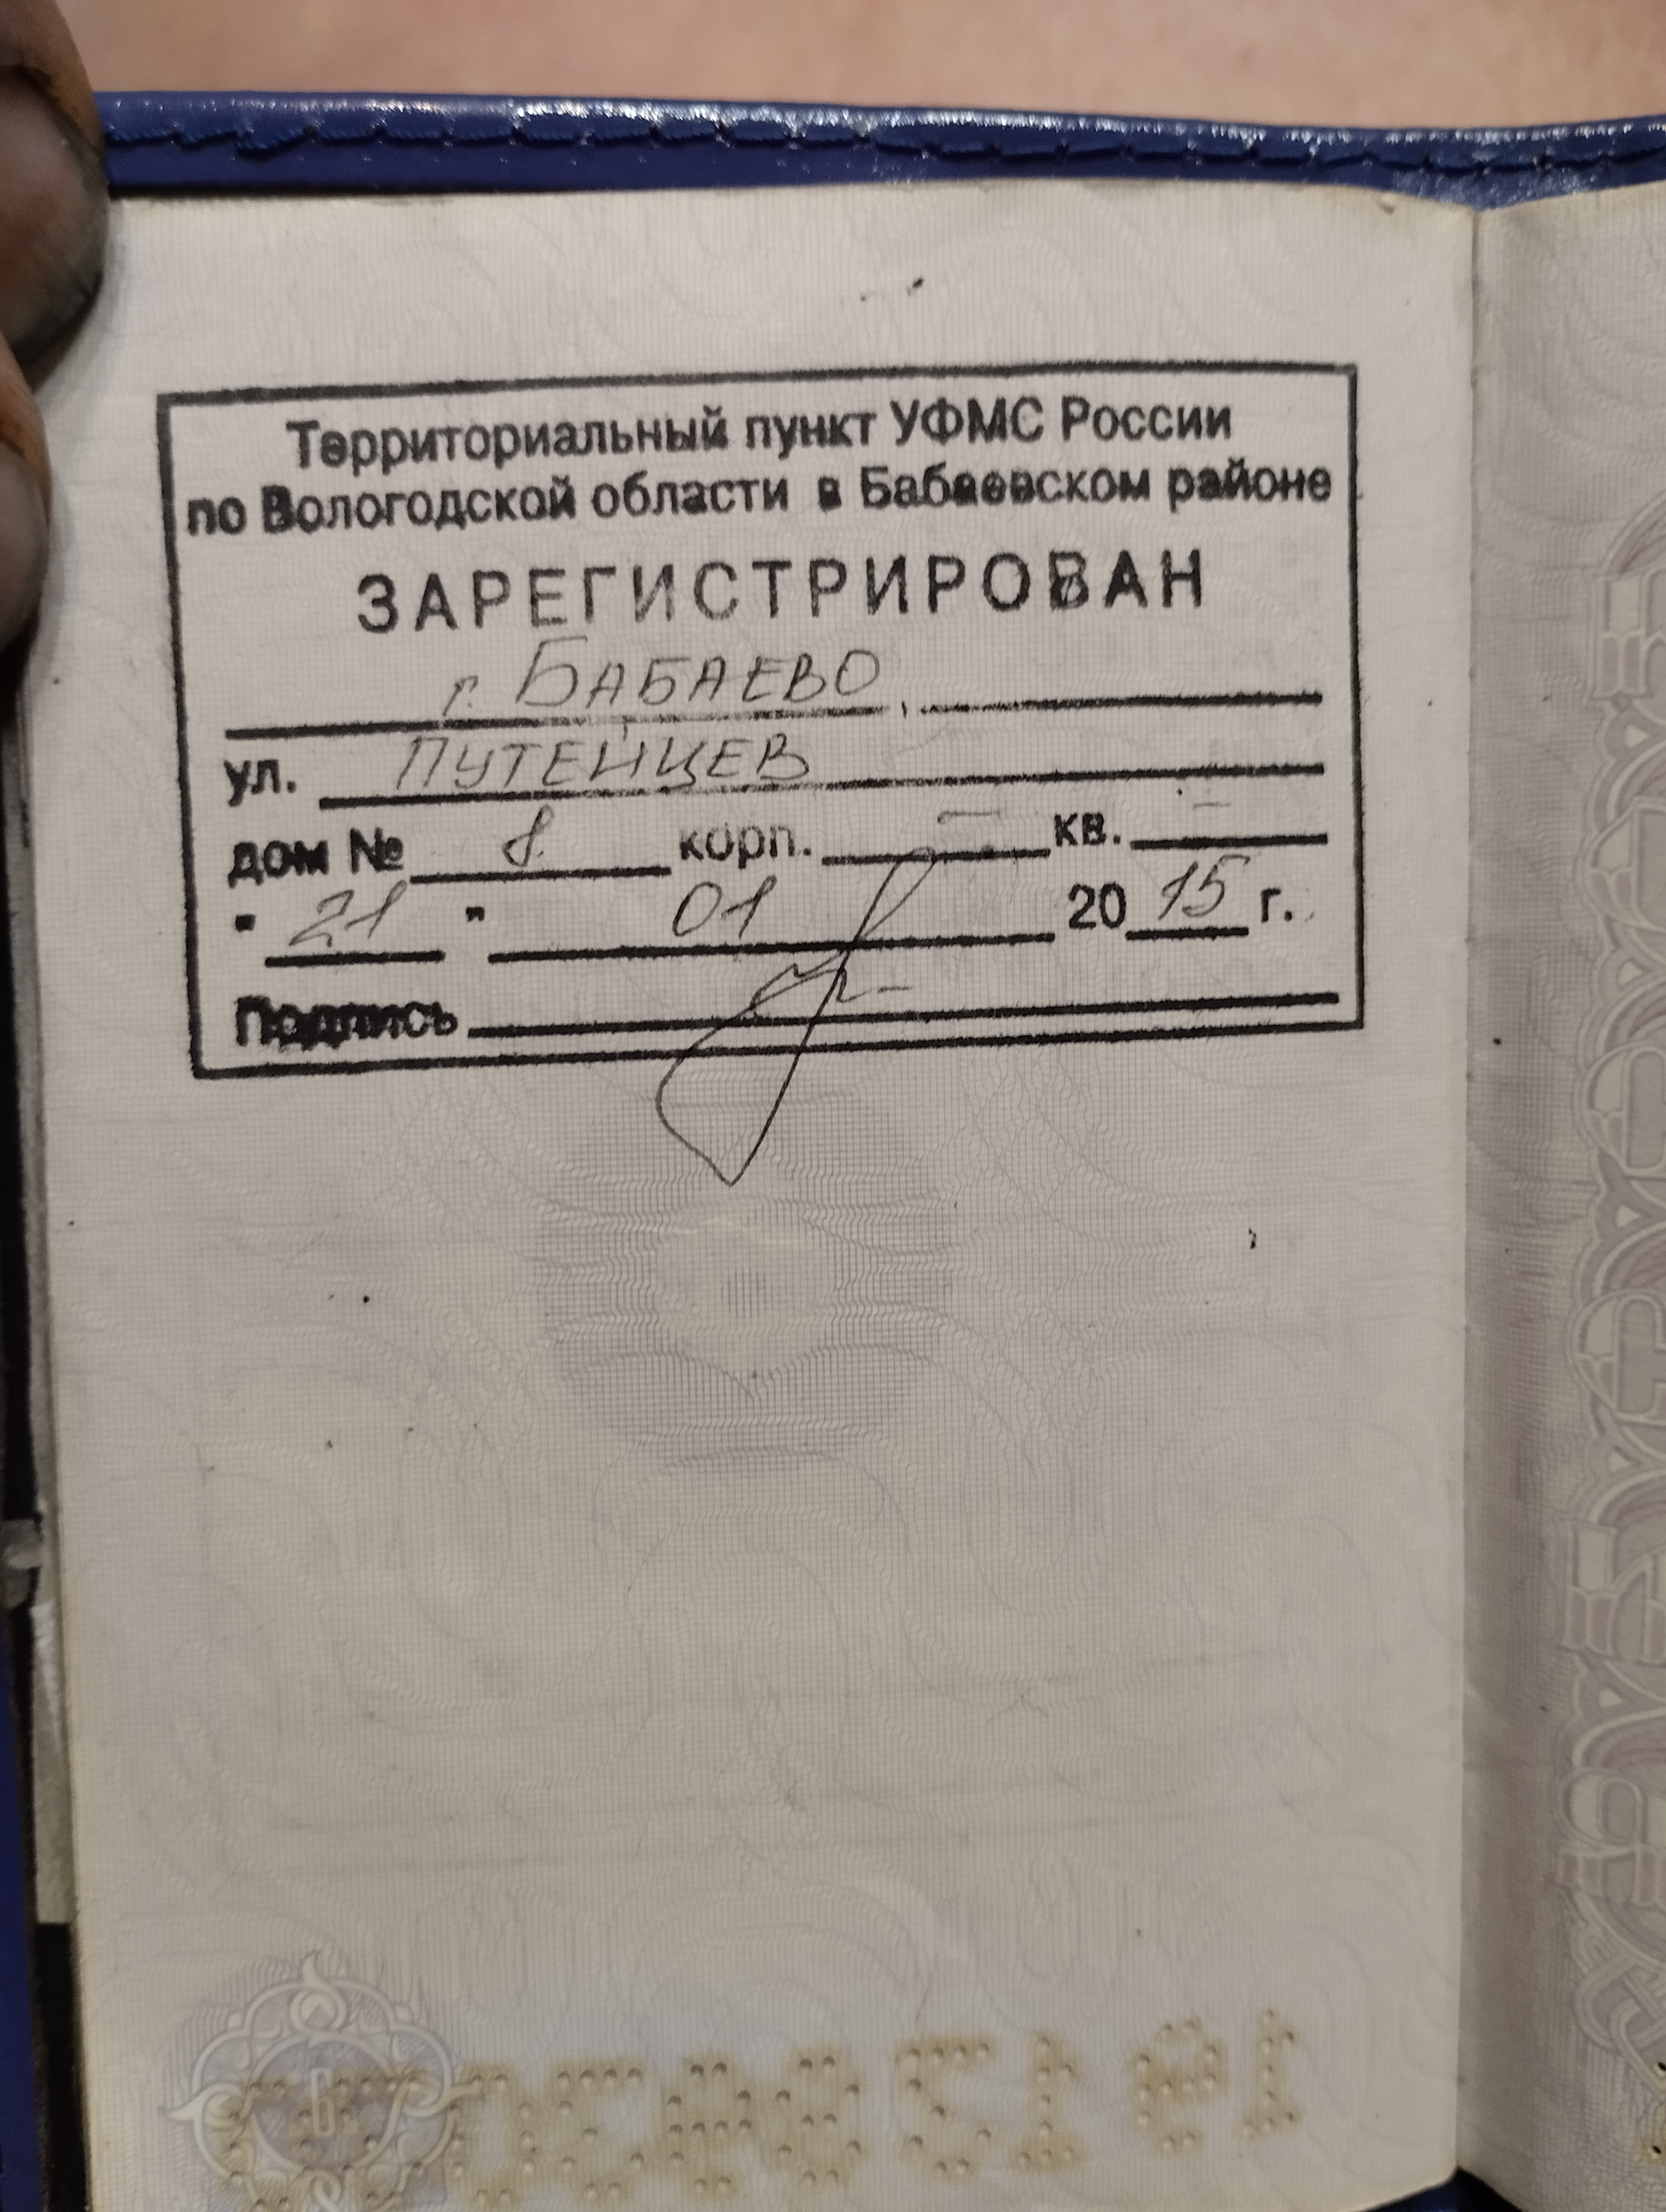 Территориальный пункт УФМС России
по Вологодской области в Бабаевском районе
ЗАРЕГИСТРИРОВАН
г. БАБАЕВО
ул. ПУТЕЙЦЕВ
дом № 8 корп. – кв. –
" 21 " 01 2015 г.
Подпись
6